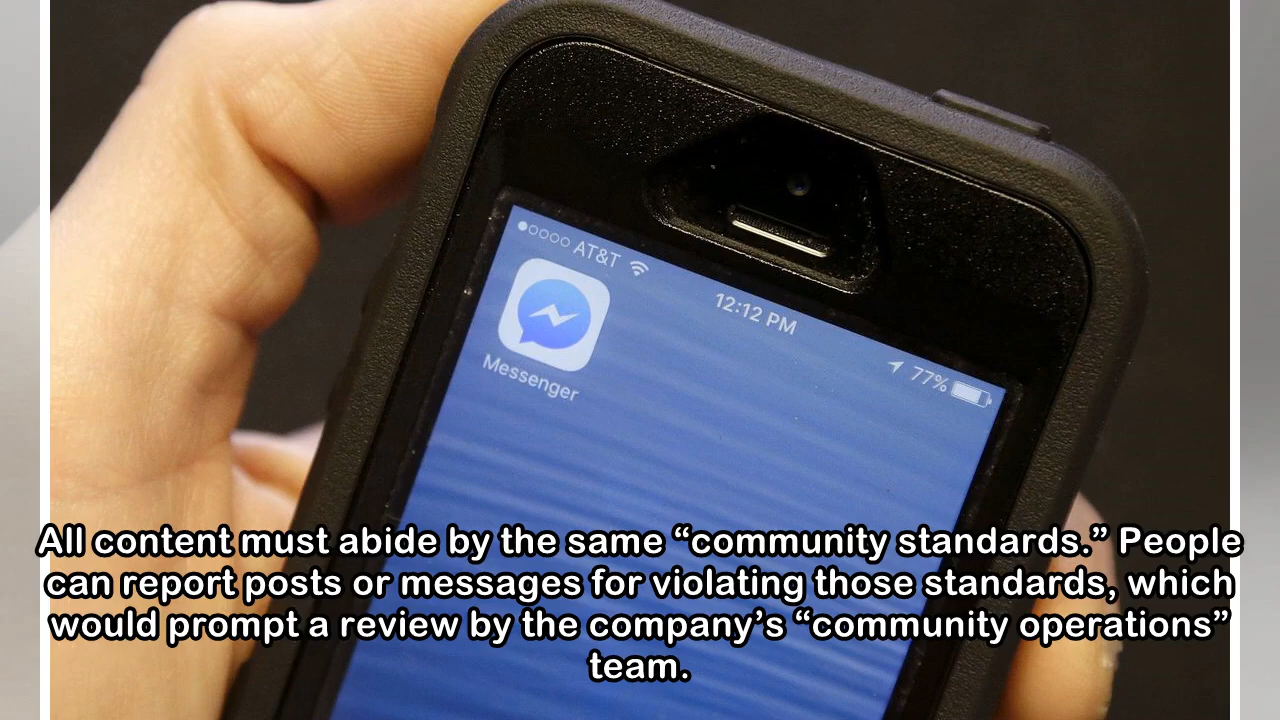 AT&T
12:12 PM
77%
Messenger
All content must abide by the same “community standards.” People
can report posts or messages for violating those standards, which
would prompt a review by the company’s “community operations”
team.